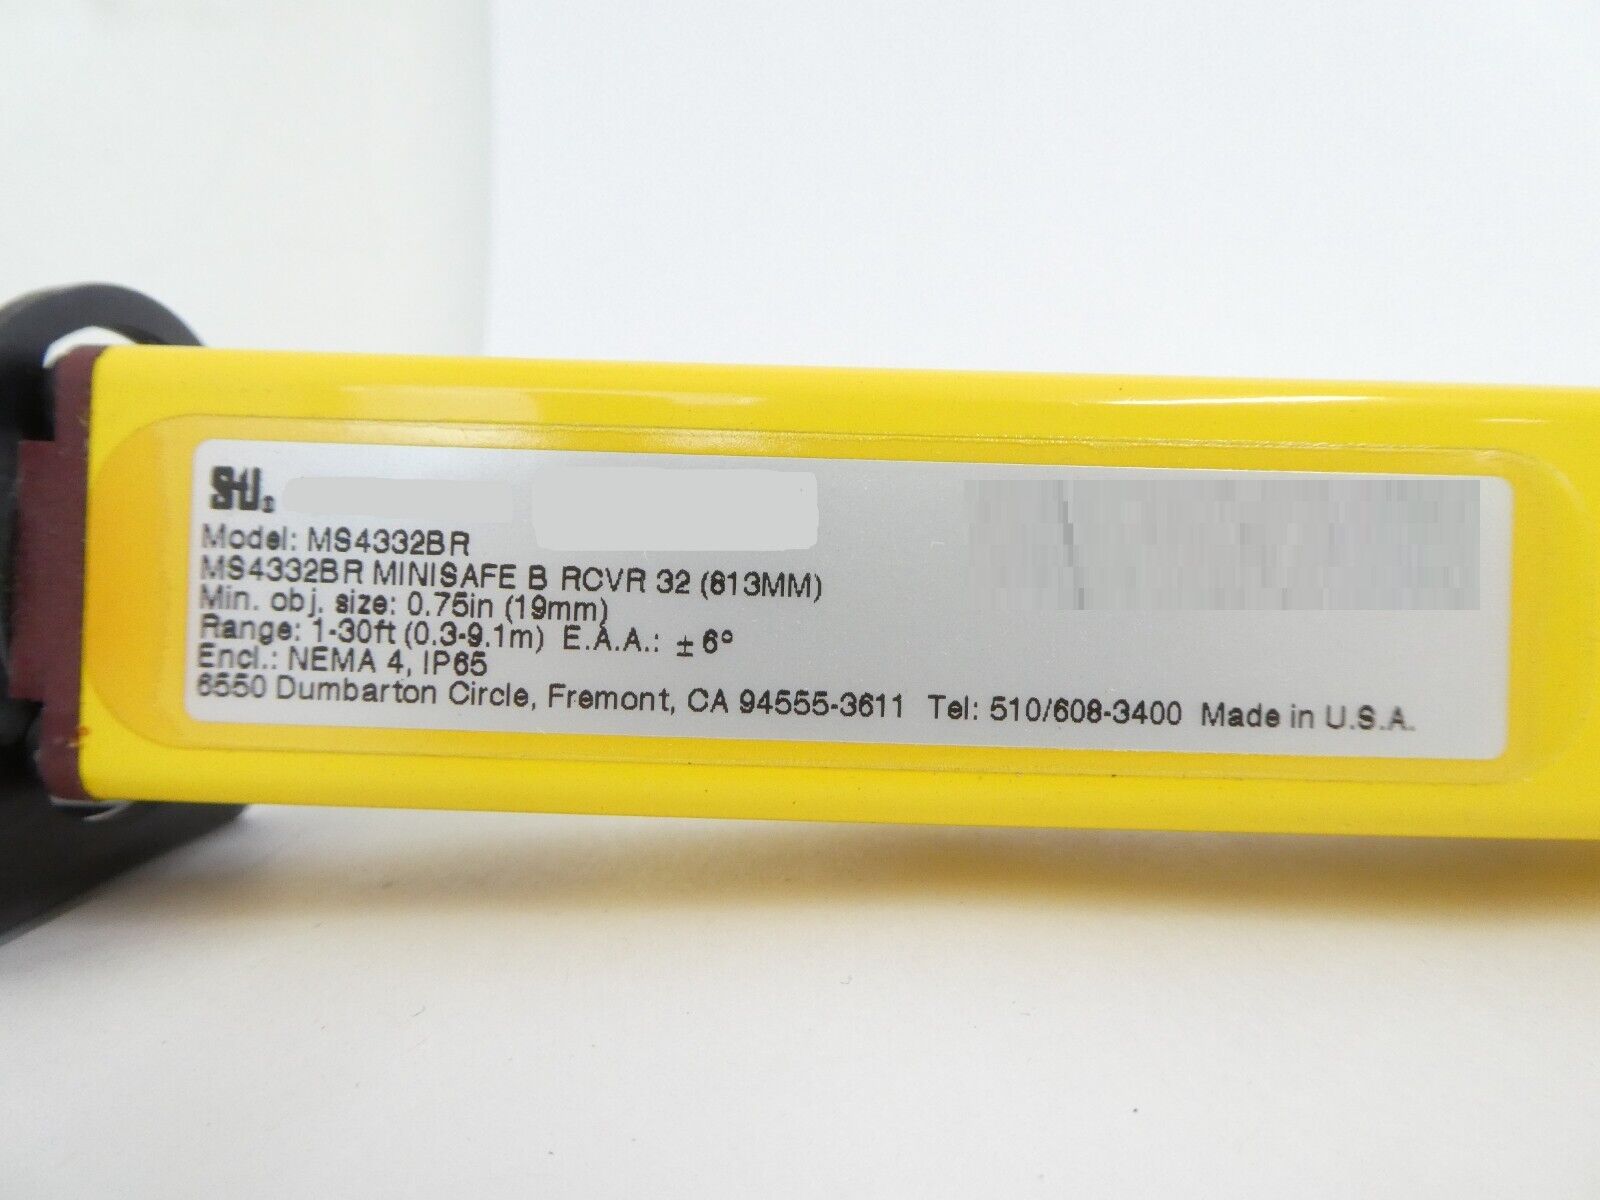 Model: MS4332BR
MS4332BR MINISAFE B RCVR 32 (813MM)
Min. obj. size: 0.75in (19mm)
Range: 1-30ft (0.3-9.1m) E.A.A.: ± 6°
Encl.: NEMA 4, IP65
6550 Dumbarton Circle, Fremont, CA 94555-3611 Tel: 510/608-3400 Made in U.S.A.